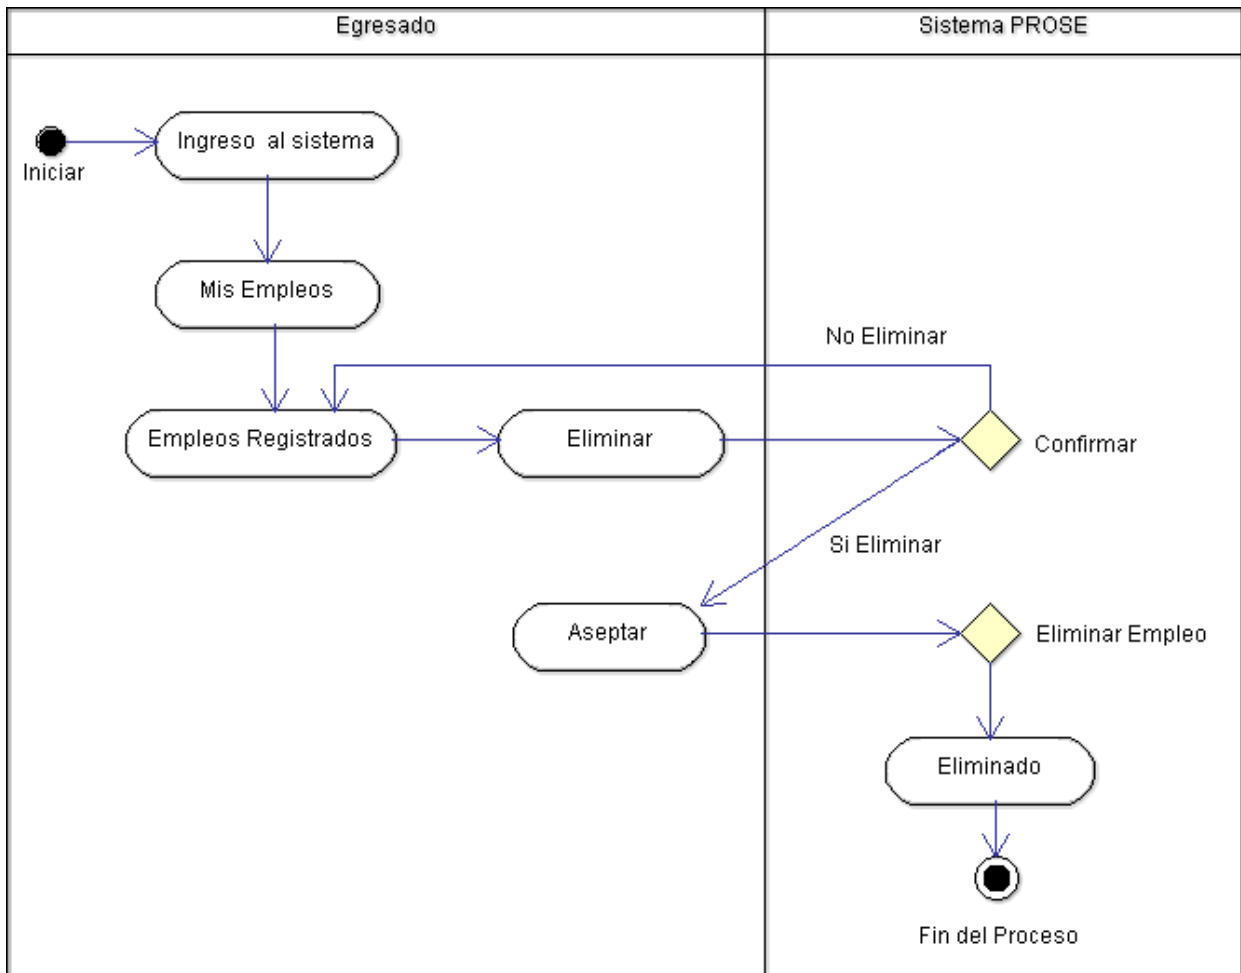 Egresado
Sistema PROSE
Ingreso al sistema
Iniciar
Mis Empleos
No Eliminar
Empleos Registrados
Eliminar
Confirmar
Si Eliminar
Aseptar
Eliminar Empleo
Eliminado
Fin del Proceso